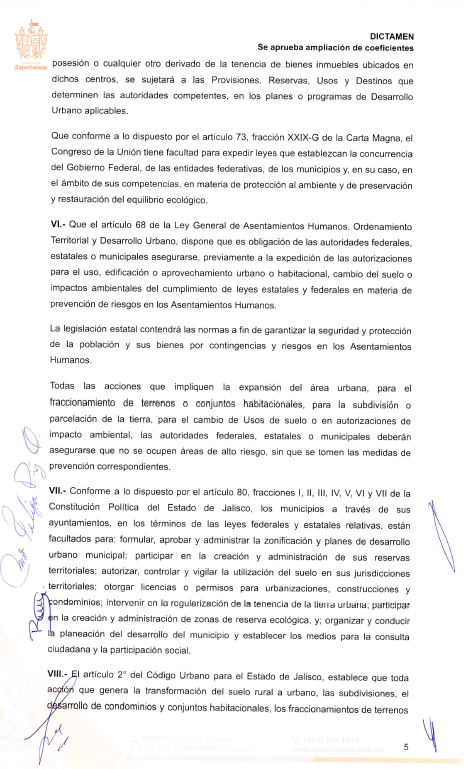 DICTAMEN
Se aprueba ampliación de coeficientes
Zapotlanejo
posesión o cualquier otro derivado de la tenencia de bienes inmuebles ubicados en
dichos centros, se sujetará a las Provisiones, Reservas, Usos y Destinos que
determinen las autoridades competentes, en los planes o programas de Desarrollo
Urbano aplicables.
Que conforme a lo dispuesto por el artículo 73, fracción XXIX-G de la Carta Magna, el
Congreso de la Unión tiene facultad para expedir leyes que establezcan la concurrencia
del Gobierno Federal, de las entidades federativas, de los municipios y, en su caso, en
el ámbito de sus competencias, en materia de protección al ambiente y de preservación
y restauración del equilibrio ecológico.
VI.- Que el artículo 68 de la Ley General de Asentamientos Humanos, Ordenamiento
Territorial y Desarrollo Urbano, dispone que es obligación de las autoridades federales,
estatales o municipales asegurarse, previamente a la expedición de las autorizaciones
para el uso, edificación o aprovechamiento urbano o habitacional, cambio del suelo o
impactos ambientales del cumplimiento de leyes estatales y federales en materia de
prevención de riesgos en los Asentamientos Humanos.
La legislación estatal contendrá las normas a fin de garantizar la seguridad y protección
de la población y sus bienes por contingencias y riesgos en los Asentamientos
Humanos.
Todas las acciones que impliquen la expansión del área urbana, para el
fraccionamiento de terrenos o conjuntos habitacionales, para la subdivisión o
parcelación de la tierra, para el cambio de Usos de suelo o en autorizaciones de
impacto ambiental, las autoridades federales, estatales o municipales deberán
asegurarse que no se ocupen áreas de alto riesgo, sin que se tomen las medidas de
prevención correspondientes.
VII.- Conforme a lo dispuesto por el artículo 80, fracciones I, II, III, IV, V, VI y VII de la
Constitución Política del Estado de Jalisco, los municipios a través de sus
ayuntamientos, en los términos de las leyes federales y estatales relativas, están
facultados para: formular, aprobar y administrar la zonificación y planes de desarrollo
urbano municipal; participar en la creación y administración de sus reservas
territoriales; autorizar, controlar y vigilar la utilización del suelo en sus jurisdicciones
territoriales; otorgar licencias o permisos para urbanizaciones, construcciones y
condominios; intervenir en la regularización de la tenencia de la tierra urbana; participar
en la creación y administración de zonas de reserva ecológica, y; organizar y conducir
la planeación del desarrollo del municipio y establecer los medios para la consulta
ciudadana y la participación social.
VIII.- El artículo 2° del Código Urbano para el Estado de Jalisco, establece que toda
acción que genera la transformación del suelo rural a urbano, las subdivisiones, el
desarrollo de condominios y conjuntos habitacionales, los fraccionamientos de terrenos
5